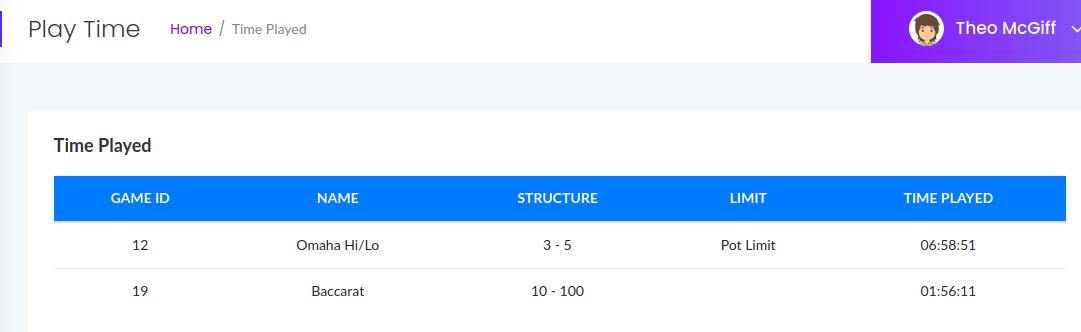 Play Time Home / Time Played Theo McGiff
Time Played
GAME ID NAME STRUCTURE LIMIT TIME PLAYED
12 Omaha Hi/Lo 3 - 5 Pot Limit 06:58:51
19 Baccarat 10 - 100 01:56:11